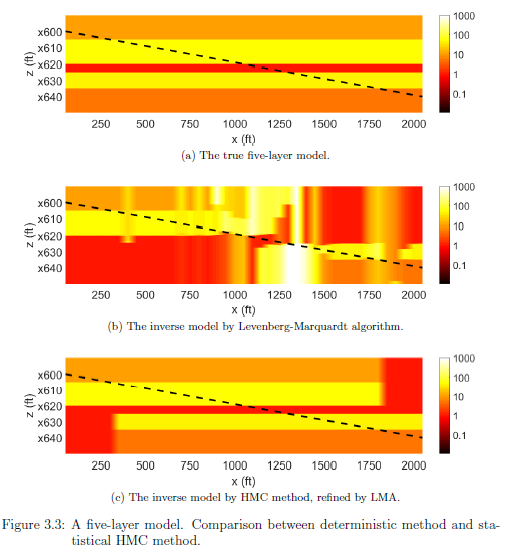 1000
x600
100
x610
10
x620
1
x630
0.1
x640
z (ft)
250 500 750 1000 1250 1500 1750 2000
x (ft)
(a) The true five-layer model.
1000
x600
100
x610
10
x620
1
x630
0.1
x640
z (ft)
250 500 750 1000 1250 1500 1750 2000
x (ft)
(b) The inverse model by Levenberg-Marquardt algorithm.
1000
x600
100
x610
10
x620
1
x630
0.1
x640
z (ft)
250 500 750 1000 1250 1500 1750 2000
x (ft)
(c) The inverse model by HMC method, refined by LMA.
Figure 3.3: A five-layer model. Comparison between deterministic method and sta-
tistical HMC method.